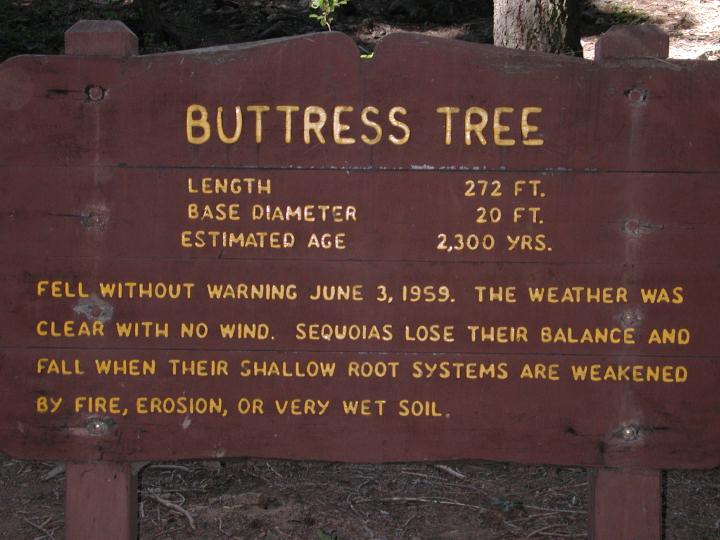 BUTTRESS TREE
LENGTH 272 FT.
BASE DIAMETER 20 FT.
ESTIMATED AGE 2,300 YRS.
FELL WITHOUT WARNING JUNE 3, 1959. THE WEATHER WAS
CLEAR WITH NO WIND. SEQUOIAS LOSE THEIR BALANCE AND
FALL WHEN THEIR SHALLOW ROOT SYSTEMS ARE WEAKENED
BY FIRE, EROSION, OR VERY WET SOIL.